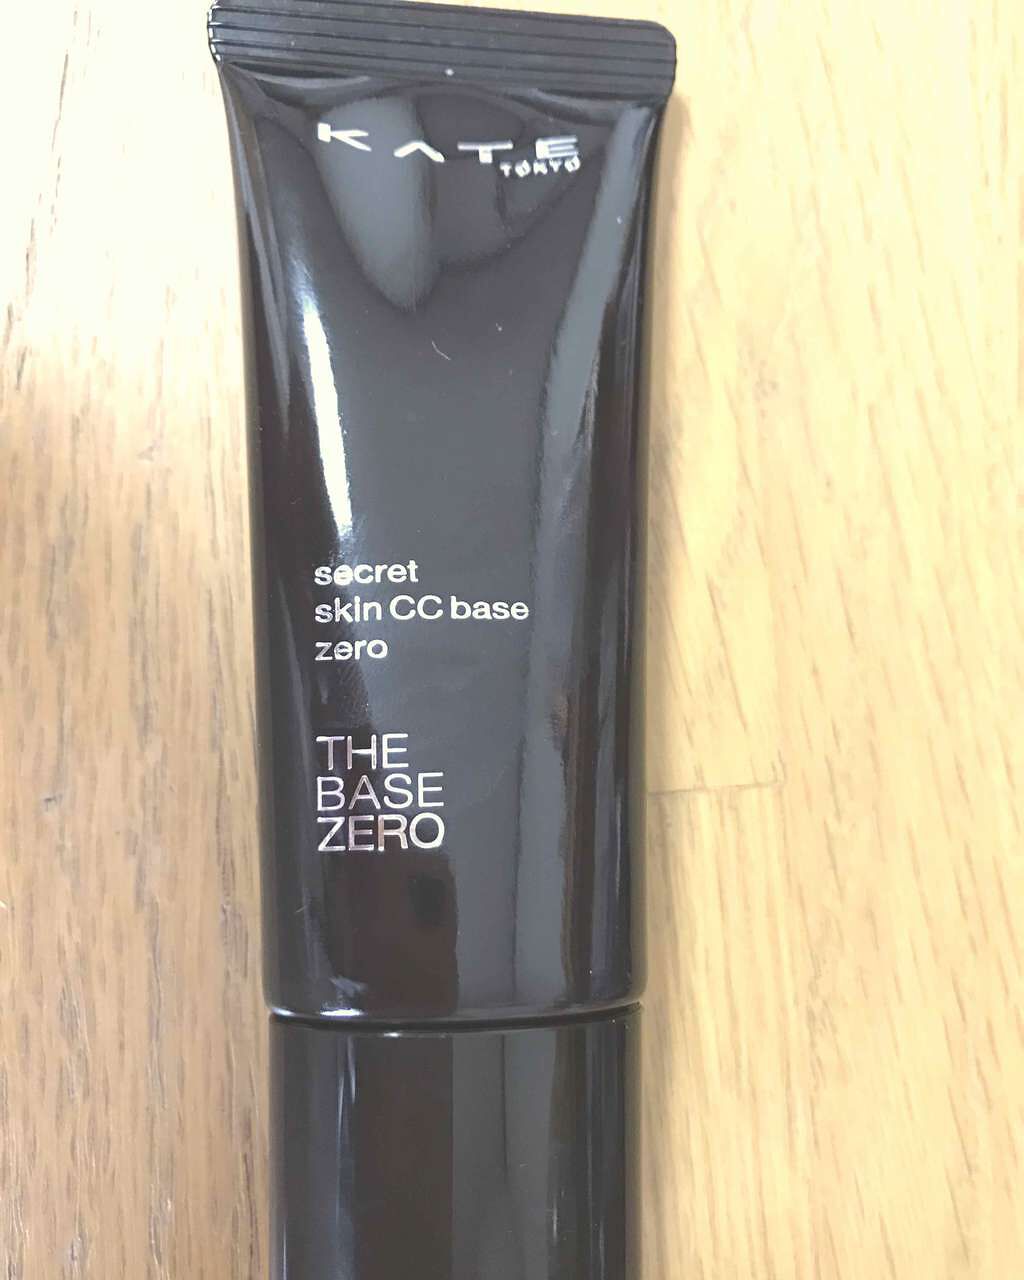 KATE
TOKYO
secret
skin CC base
zero
THE
BASE
ZERO